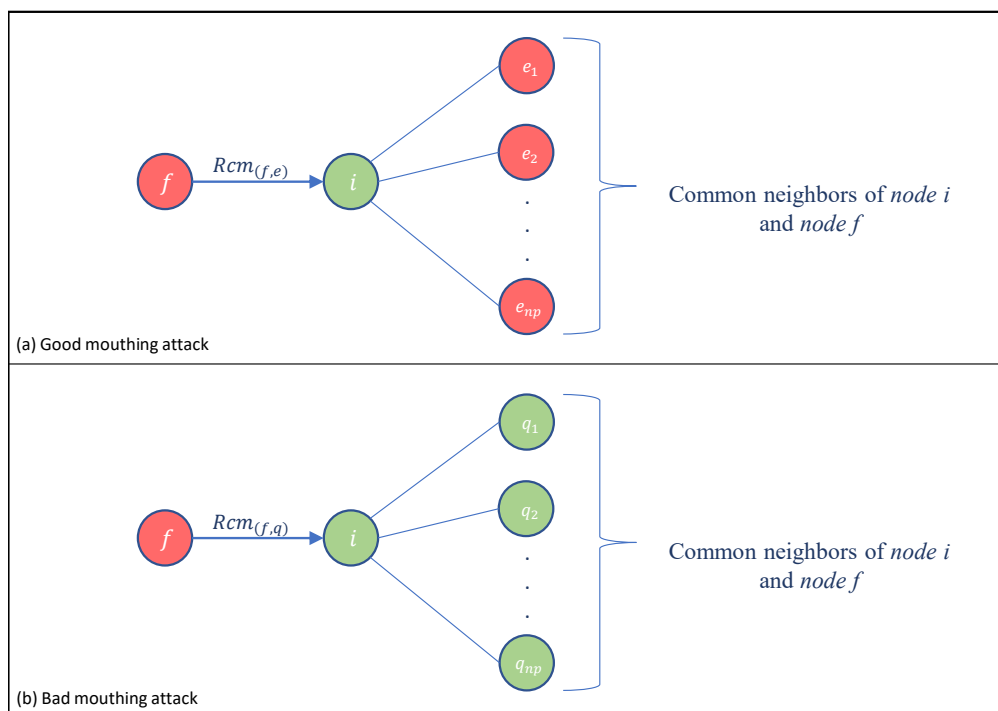 e₁
e₂
f
Rcm₍f,e₎
i
.
.
.
eₙₚ
Common neighbors of node i
and node f
(a) Good mouthing attack
q₁
q₂
f
Rcm₍f,q₎
i
.
.
.
qₙₚ
Common neighbors of node i
and node f
(b) Bad mouthing attack